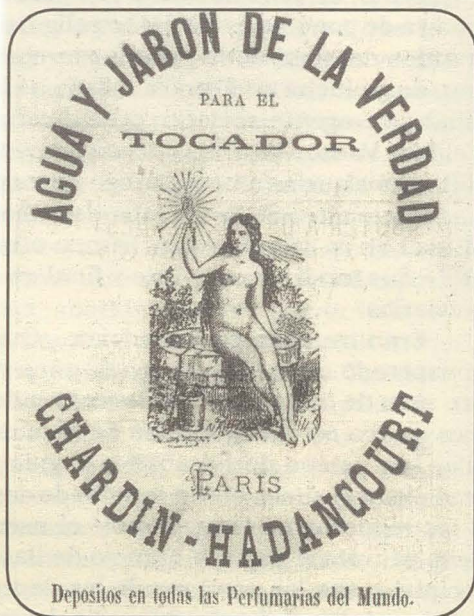 AGUA Y JABON DE LA VERDAD
PARA EL
TOCADOR
PARIS
CHARDIN-HADANCOURT
Depositos en todas las Perfumarias del Mundo.